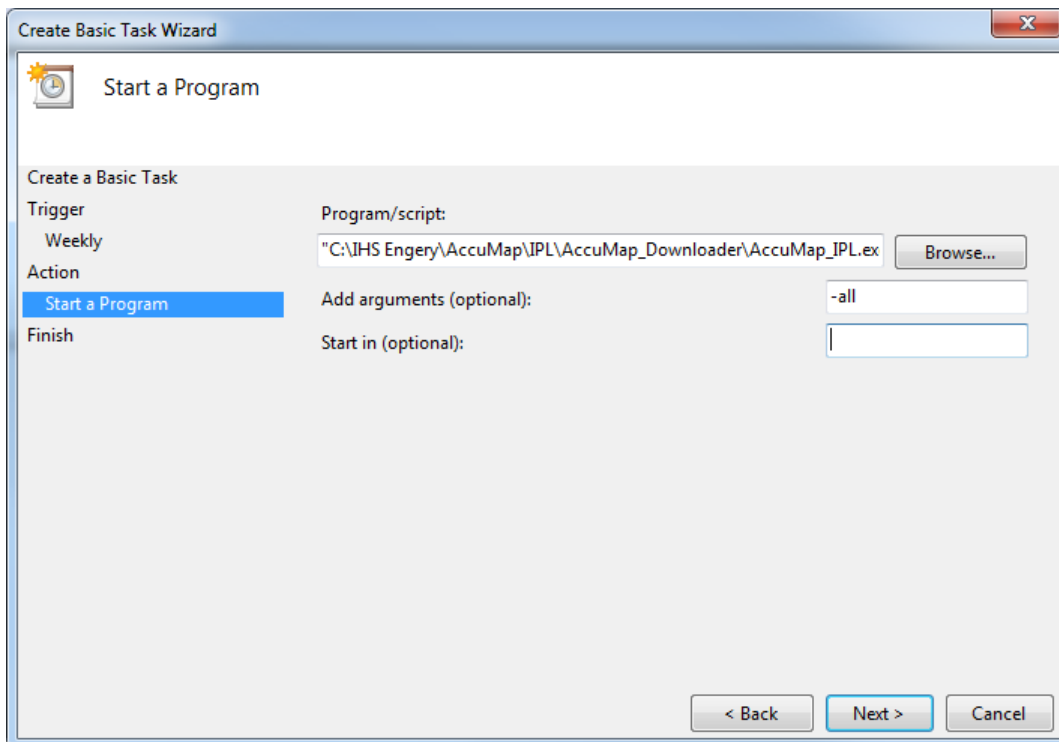 Create Basic Task Wizard
Start a Program
Create a Basic Task
Trigger
Weekly
Action
Start a Program
Finish
Program/script:
"C:\IHS Engery\AccuMap\IPL\AccuMap_Downloader\AccuMap_IPL.ex
Browse...
Add arguments (optional):
-all
Start in (optional):
< Back
Next >
Cancel